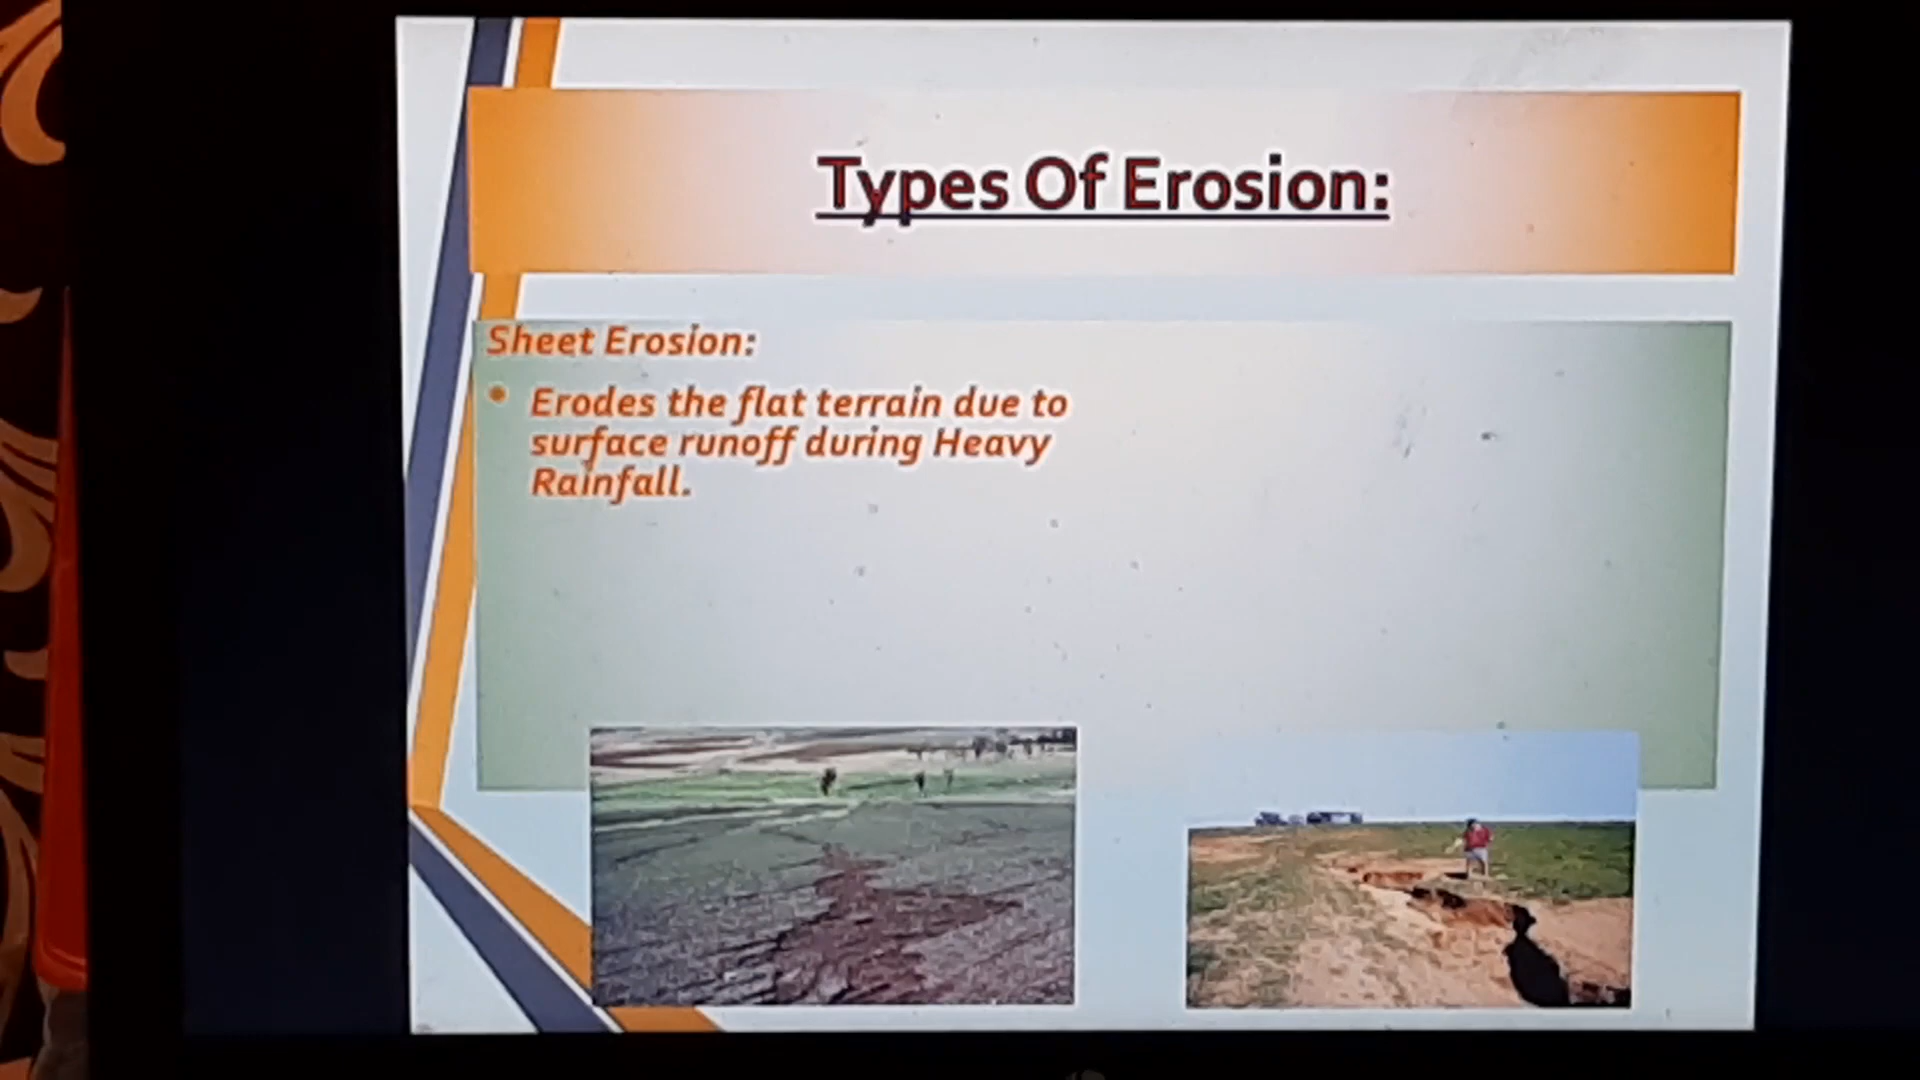 Types Of Erosion:
Sheet Erosion:
• Erodes the flat terrain due to
surface runoff during Heavy
Rainfall.